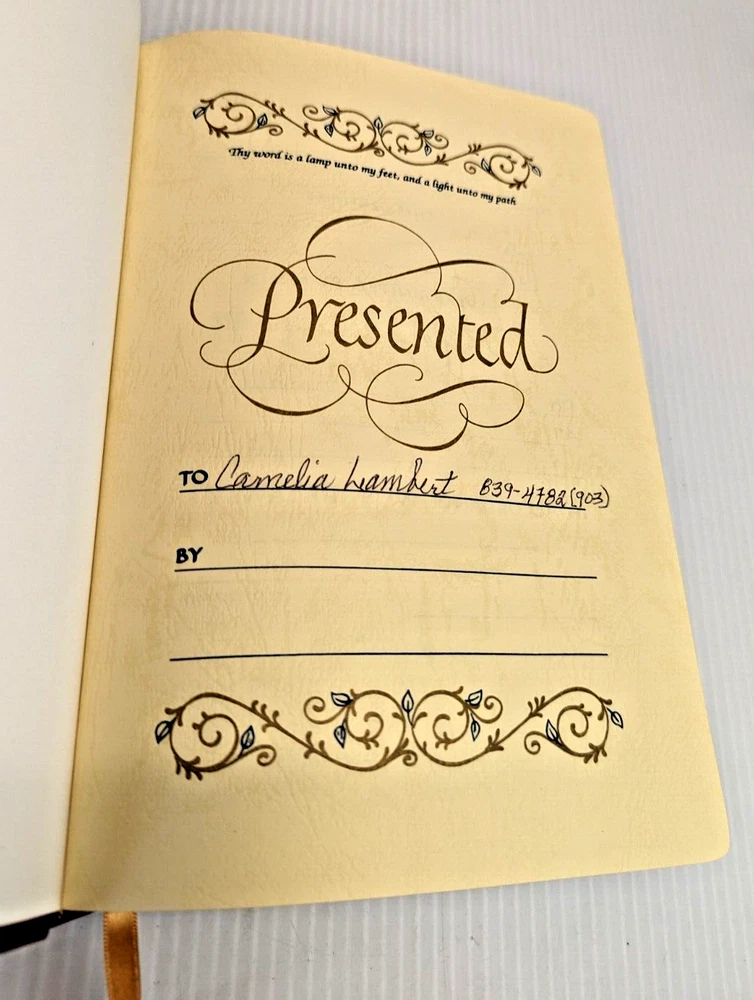 Thy word is a lamp unto my feet, and a light unto my path
Presented
TO Camelia Lambert 839-4782(903)
BY